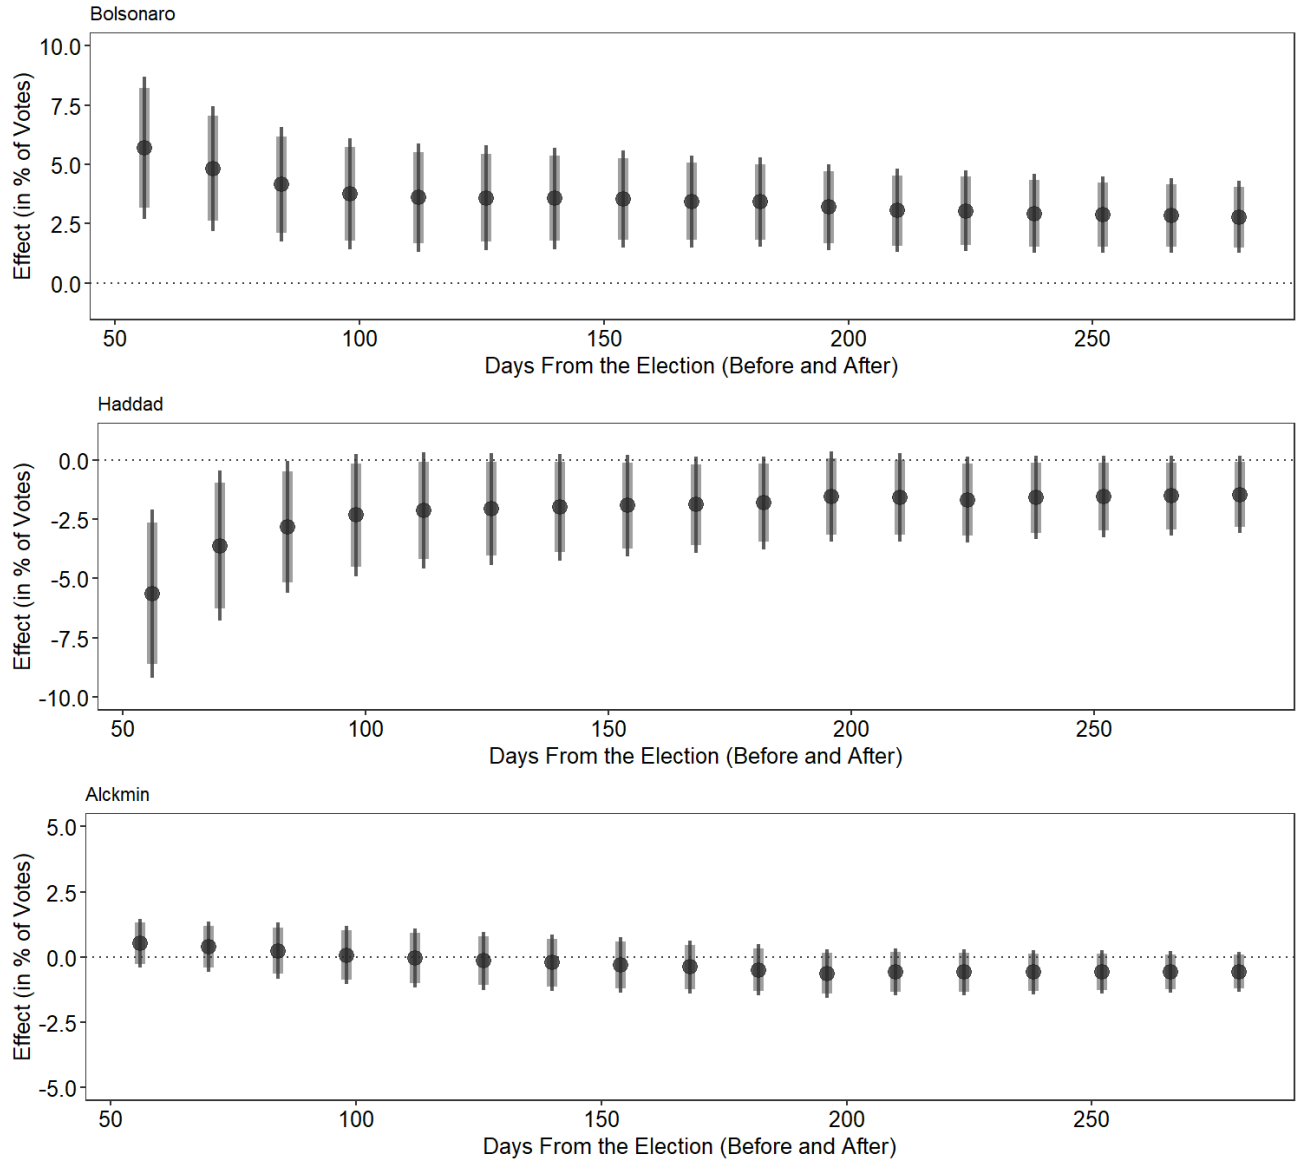 Bolsonaro
Effect (in % of Votes)
10.0
7.5
5.0
2.5
0.0
50 100 150 200 250
Days From the Election (Before and After)
Haddad
Effect (in % of Votes)
0.0
-2.5
-5.0
-7.5
-10.0
50 100 150 200 250
Days From the Election (Before and After)
Alckmin
Effect (in % of Votes)
5.0
2.5
0.0
-2.5
-5.0
50 100 150 200 250
Days From the Election (Before and After)